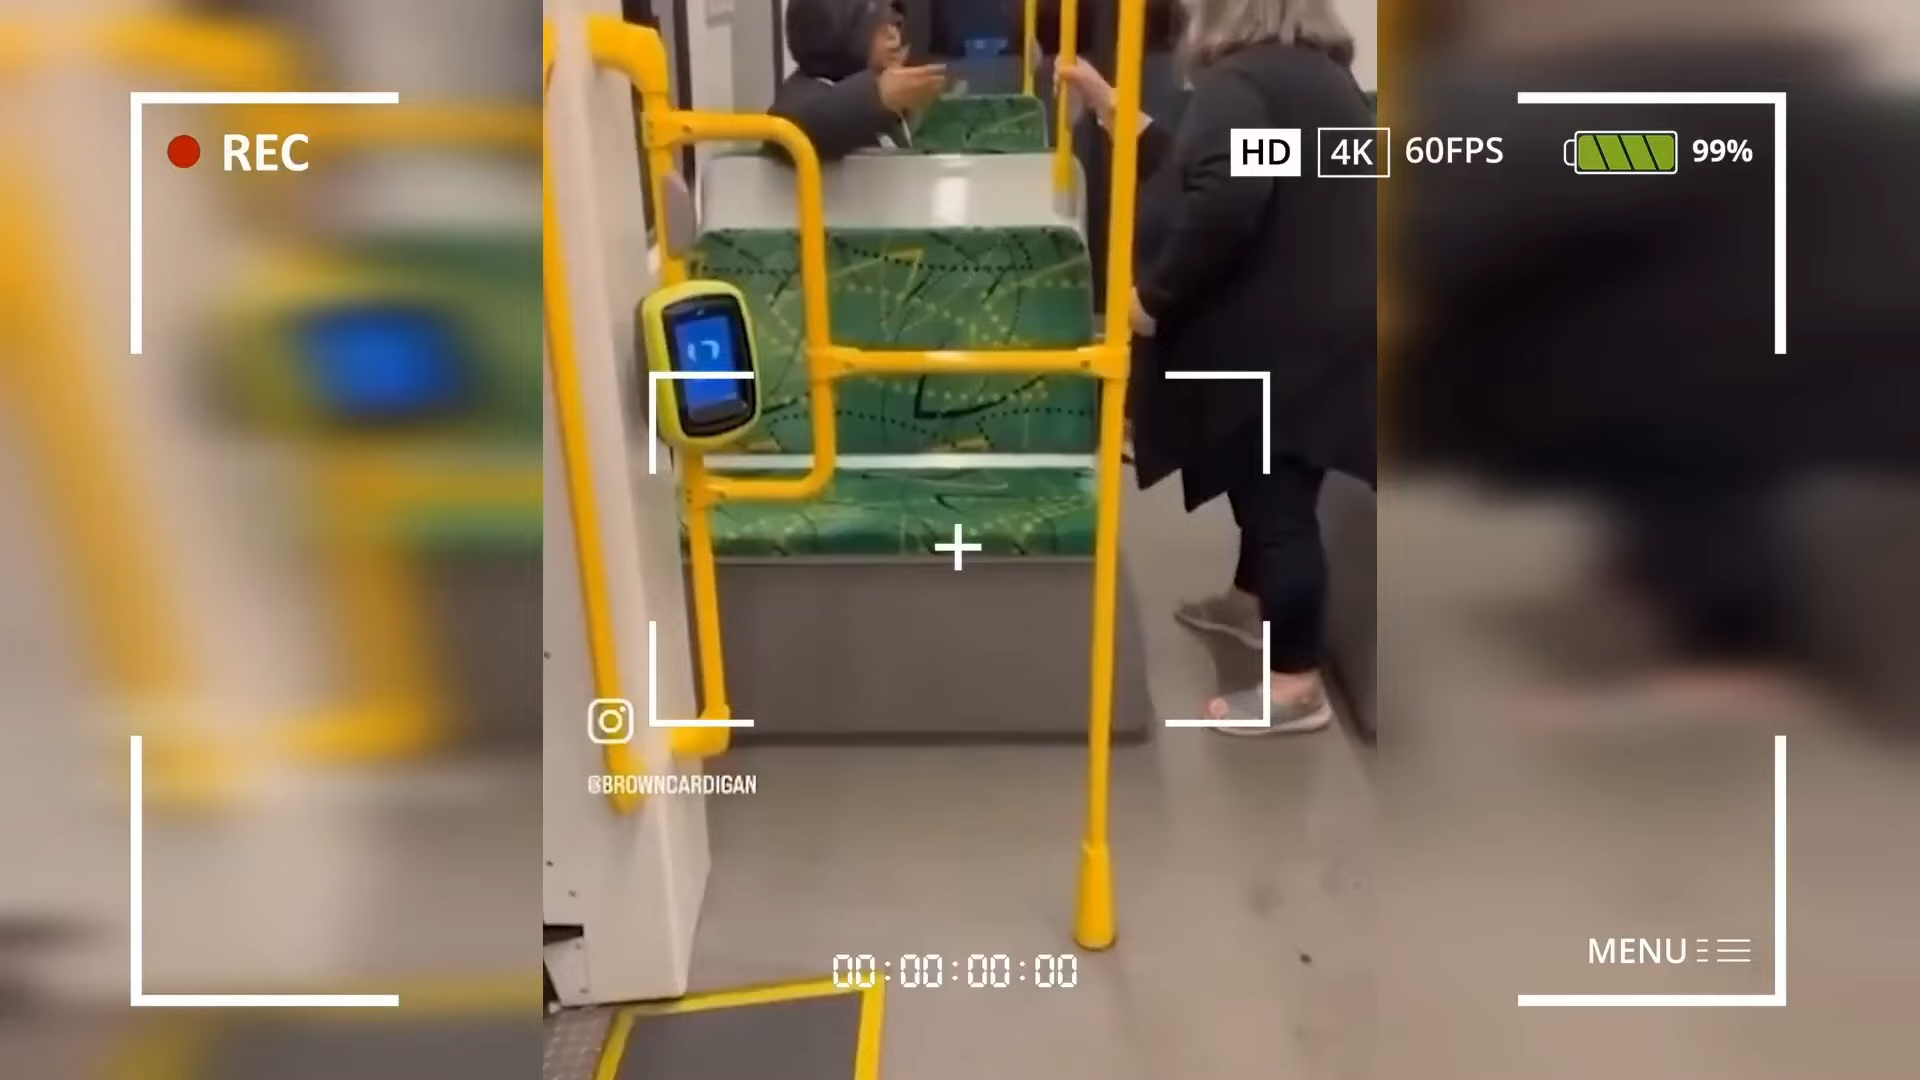 REC
HD 4K 60FPS 99%
@BROWNCARDIGAN
MENU
00:00:00:00